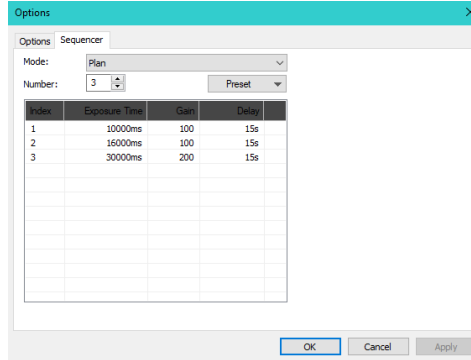 Options
Options Sequencer
Mode: Plan
Number: 3 Preset
Index Exposure Time Gain Delay
1 10000ms 100 15s
2 16000ms 100 15s
3 30000ms 200 15s
OK Cancel Apply